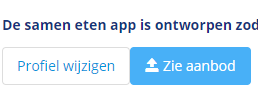 De samen eten app is ontworpen zod
Profiel wijzigen
Zie aanbod